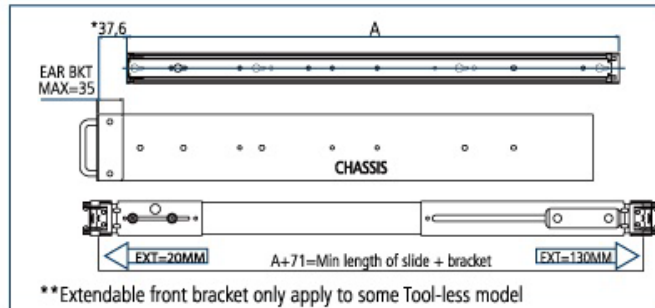 *37,6
A
EAR BKT
MAX=35
CHASSIS
EXT=20MM
A+71=Min length of slide + bracket
EXT=130MM
**Extendable front bracket only apply to some Tool-less model